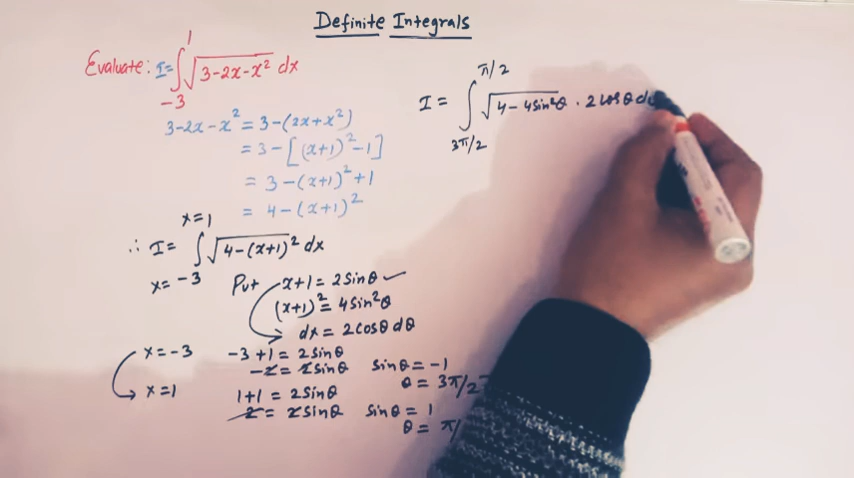 Definite Integrals
Evaluate: I = ∫₋₃¹ √(3-2x-x²) dx
3-2x-x² = 3-(2x+x²)
= 3-[(x+1)²-1]
= 3-(x+1)²+1
= 4-(x+1)²
∴ I = ∫_{x=-3}^{x=1} √(4-(x+1)²) dx
Put x+1 = 2sinθ
(x+1)² = 4sin²θ
dx = 2cosθ dθ
x=-3 -3+1 = 2sinθ
-2 = 2sinθ sinθ = -1
θ = 3π/2
x=1 1+1 = 2sinθ
2 = 2sinθ sinθ = 1
θ = π/
I = ∫_{3π/2}^{π/2} √(4-4sin²θ) · 2cosθ d